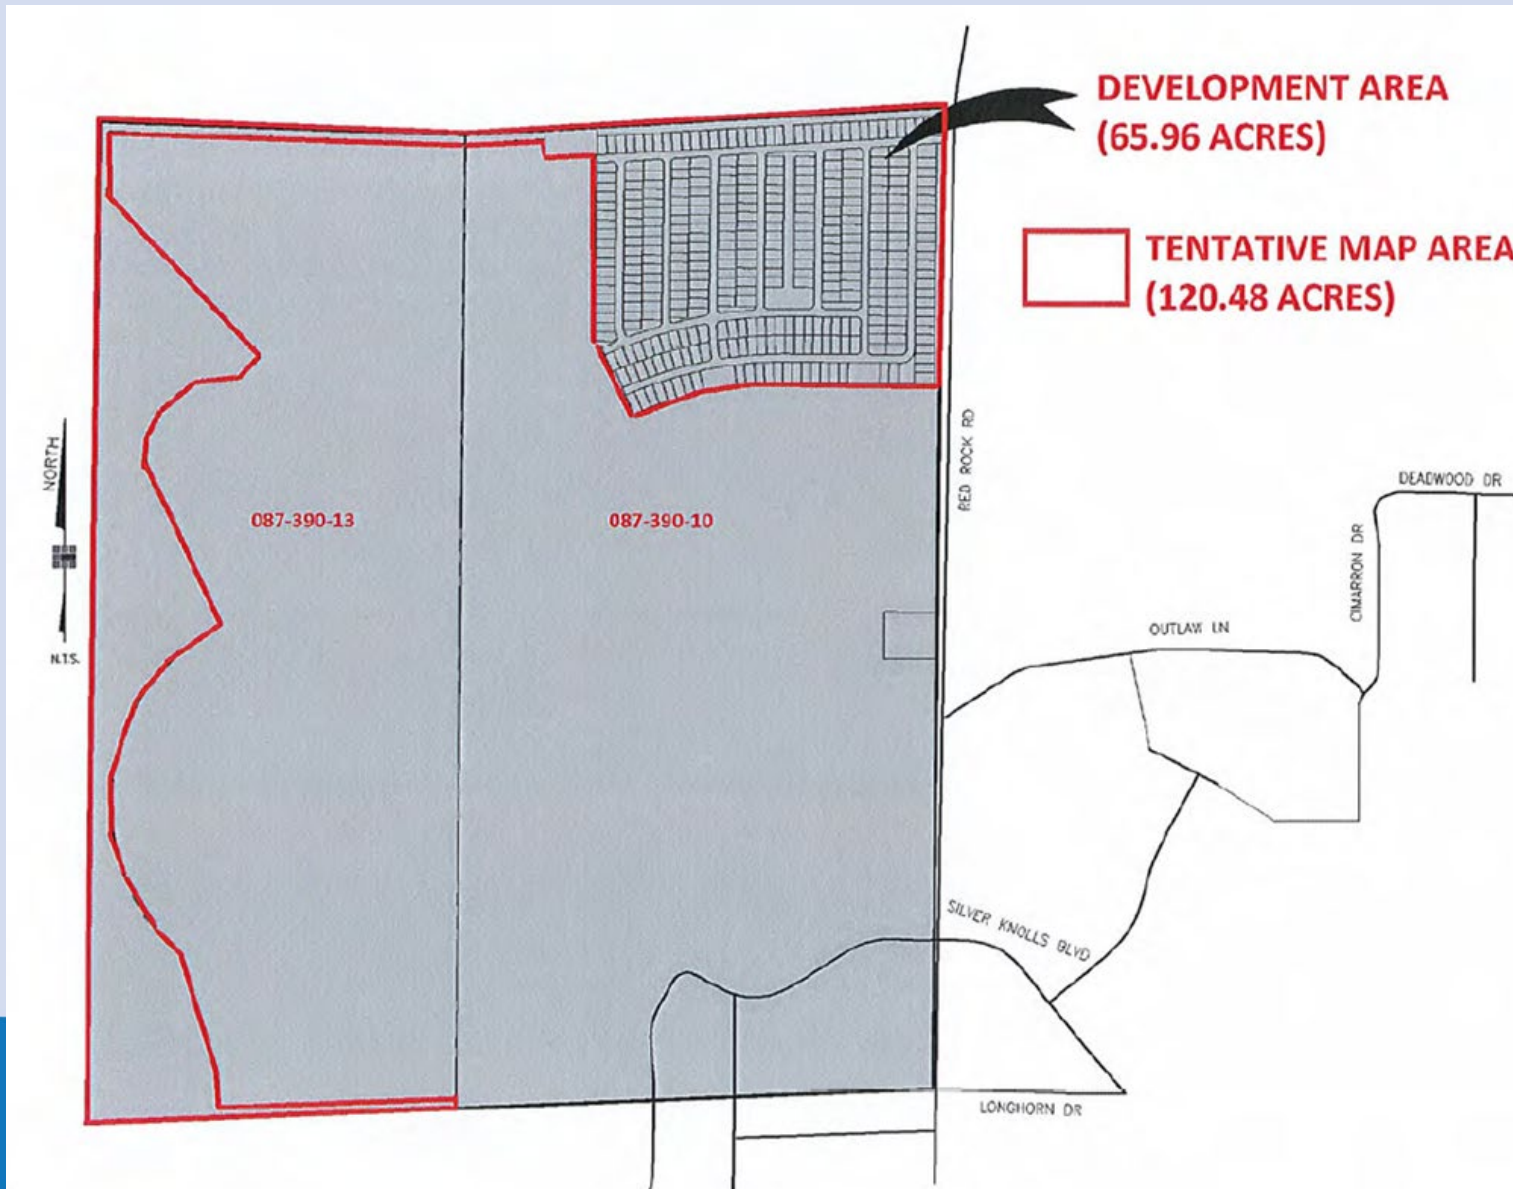 DEVELOPMENT AREA
(65.96 ACRES)
TENTATIVE MAP AREA
(120.48 ACRES)
NORTH
N.T.S.
087-390-13
087-390-10
RED ROCK RD
DEADWOOD DR
CIMARRON DR
OUTLAW LN
SILVER KNOLLS BLVD
LONGHORN DR